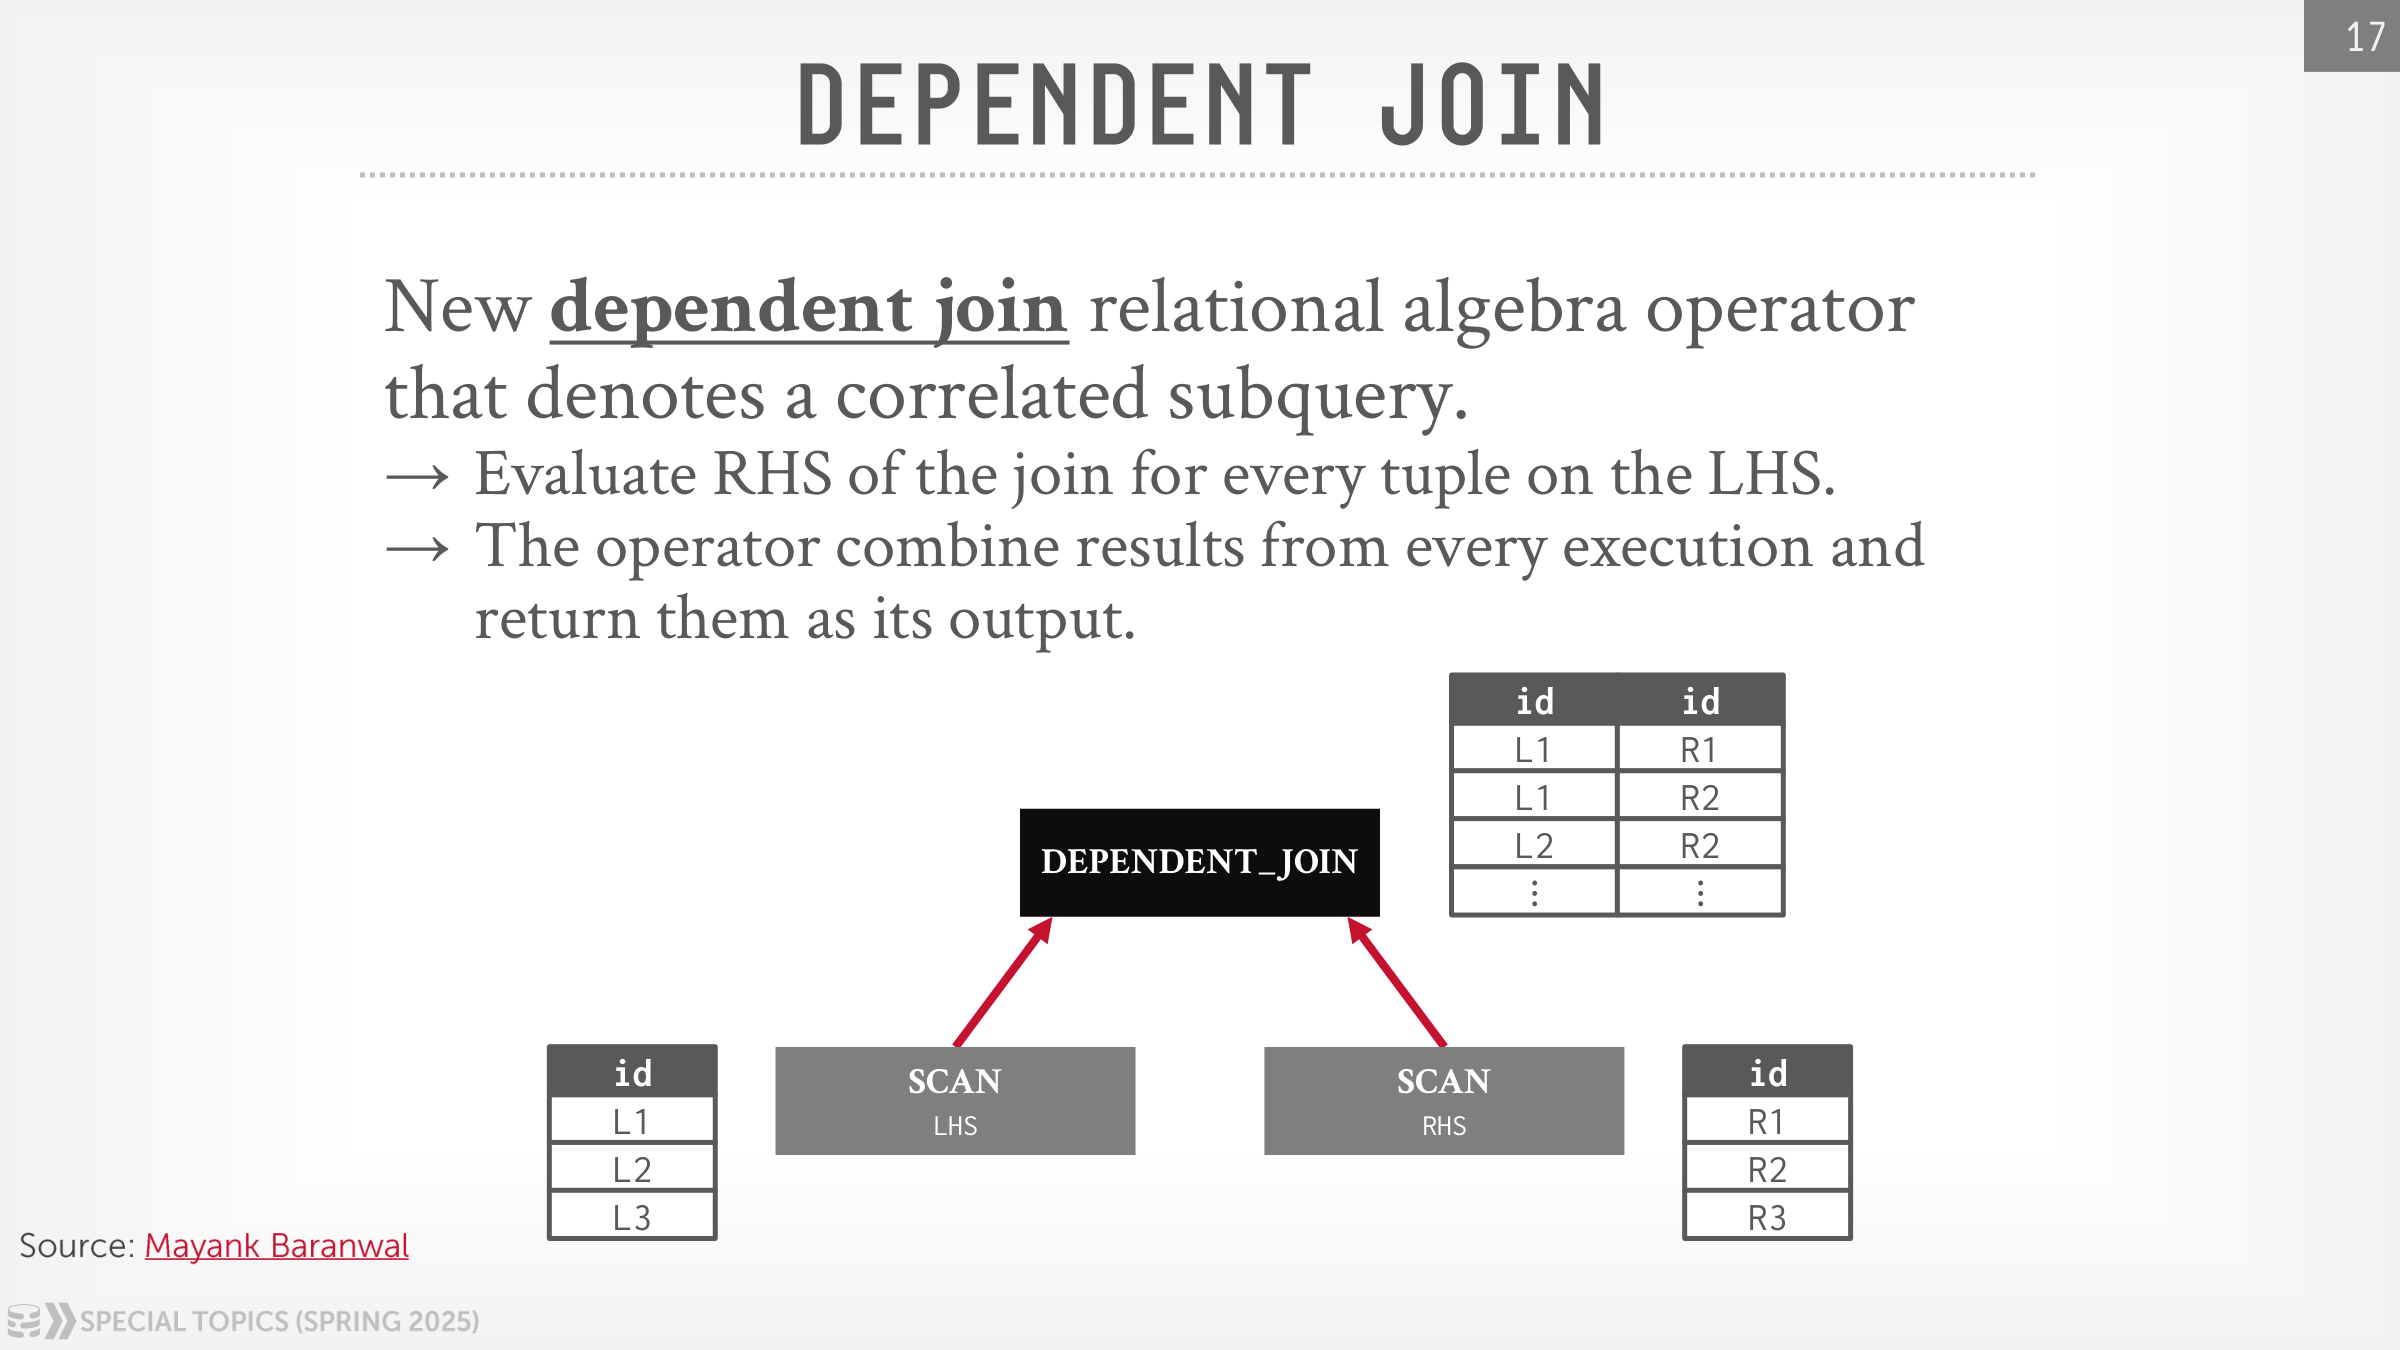 17
DEPENDENT JOIN
New dependent join relational algebra operator
that denotes a correlated subquery.
→ Evaluate RHS of the join for every tuple on the LHS.
→ The operator combine results from every execution and
return them as its output.
id id
L1 R1
L1 R2
L2 R2
⋮ ⋮
DEPENDENT_JOIN
id
L1
L2
L3
SCAN
LHS
SCAN
RHS
id
R1
R2
R3
Source: Mayank Baranwal
SPECIAL TOPICS (SPRING 2025)